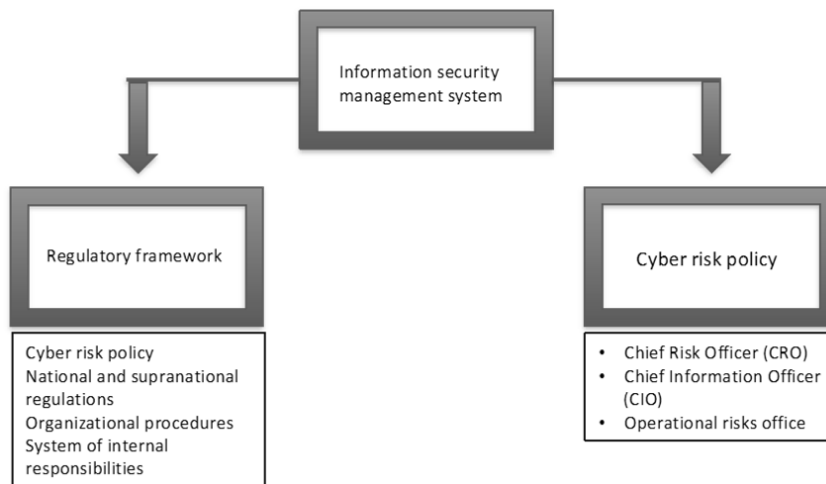 Information security
management system
Regulatory framework
Cyber risk policy
Cyber risk policy
National and supranational
regulations
Organizational procedures
System of internal
responsibilities
• Chief Risk Officer (CRO)
• Chief Information Officer
(CIO)
• Operational risks office